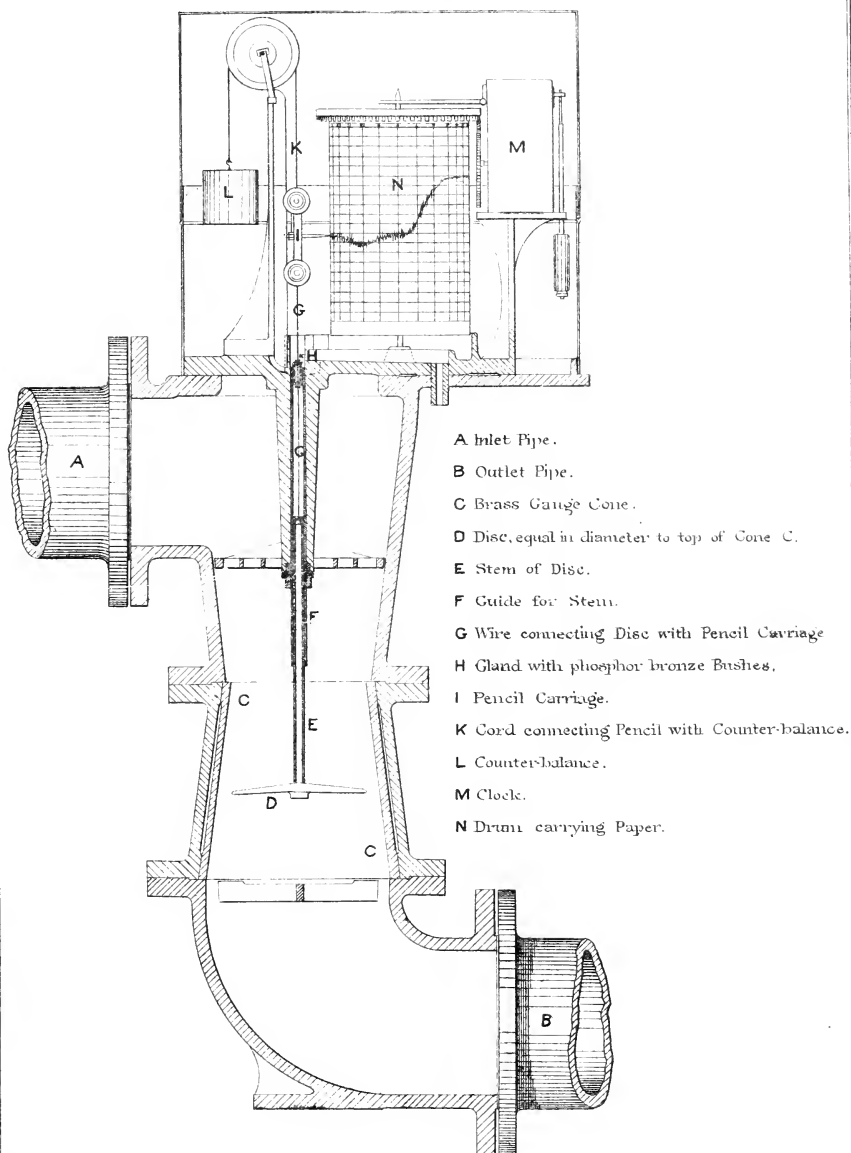 K
M
L
N
I
G
H
A
G
F
C
E
D
C
B
A Inlet Pipe.
B Outlet Pipe.
C Brass Gauge Cone.
D Disc, equal in diameter to top of Cone C.
E Stem of Disc.
F Guide for Stem.
G Wire connecting Disc with Pencil Carriage
H Gland with phosphor bronze Bushes.
I Pencil Carriage.
K Cord connecting Pencil with Counter-balance.
L Counter-balance.
M Clock.
N Drum carrying Paper.